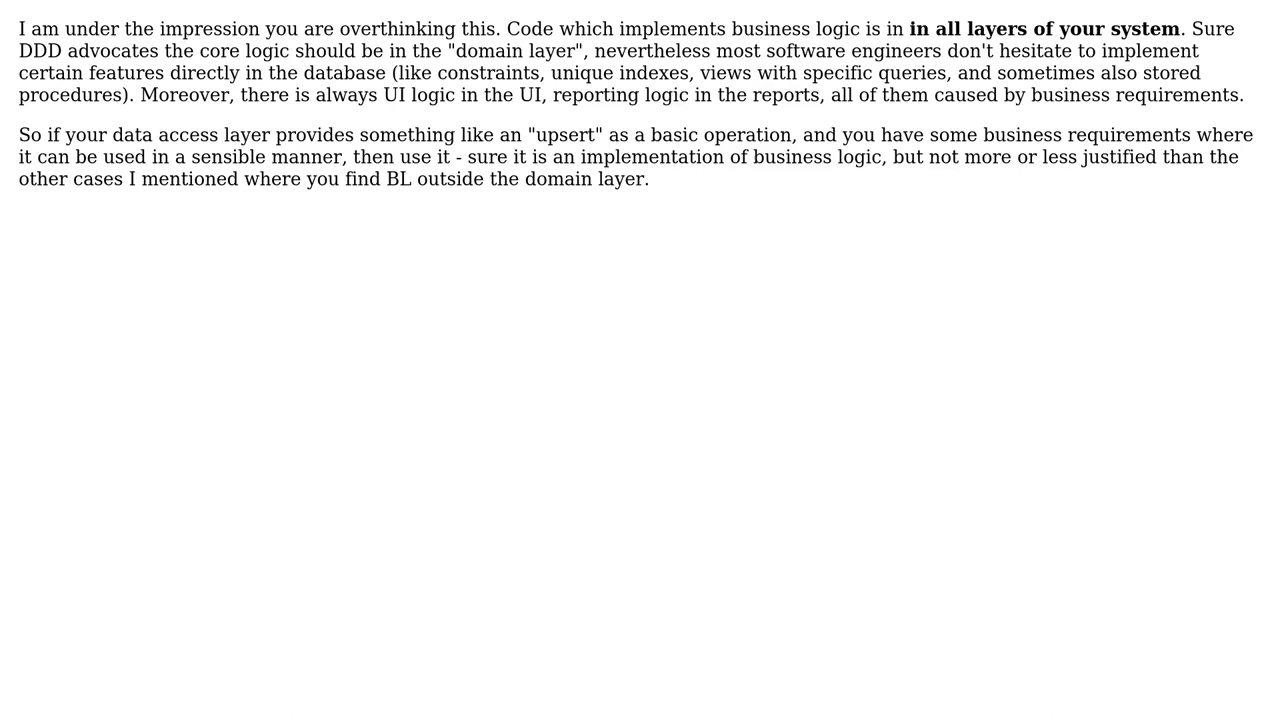 I am under the impression you are overthinking this. Code which implements business logic is in in all layers of your system. Sure
DDD advocates the core logic should be in the "domain layer", nevertheless most software engineers don't hesitate to implement
certain features directly in the database (like constraints, unique indexes, views with specific queries, and sometimes also stored
procedures). Moreover, there is always UI logic in the UI, reporting logic in the reports, all of them caused by business requirements.
So if your data access layer provides something like an "upsert" as a basic operation, and you have some business requirements where
it can be used in a sensible manner, then use it - sure it is an implementation of business logic, but not more or less justified than the
other cases I mentioned where you find BL outside the domain layer.